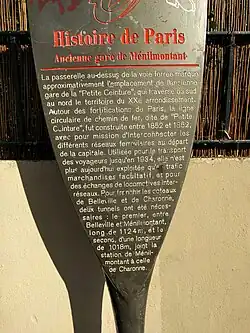 Histoire de Paris
Ancienne gare de Ménilmontant
La passerelle au-dessus de la voie ferrée marque
approximativement l'emplacement de l'ancienne
gare de la "Petite Ceinture", qui traverse du sud
au nord le territoire du XXe arrondissement.
Autour des fortifications de Paris, la ligne
circulaire de chemin de fer, dite de "Petite
Ceinture", fut construite entre 1852 et 1862,
avec pour mission d'interconnecter les
différents réseaux ferroviaires au départ
de la capitale. Utilisée pour le transport
des voyageurs jusqu'en 1934, elle n'est
plus aujourd'hui exploitée qu'en trafic
marchandises facultatif, et pour
des échanges de locomotives inter-
réseaux. Pour franchir les coteaux
de Belleville et de Charonne,
deux tunnels ont été néces-
saires : le premier, entre
Belleville et Ménilmontant,
long de 1124 m, et le
second, d'une longueur
de 1018m, joint la
station de Ménil-
montant à celle
de Charonne.